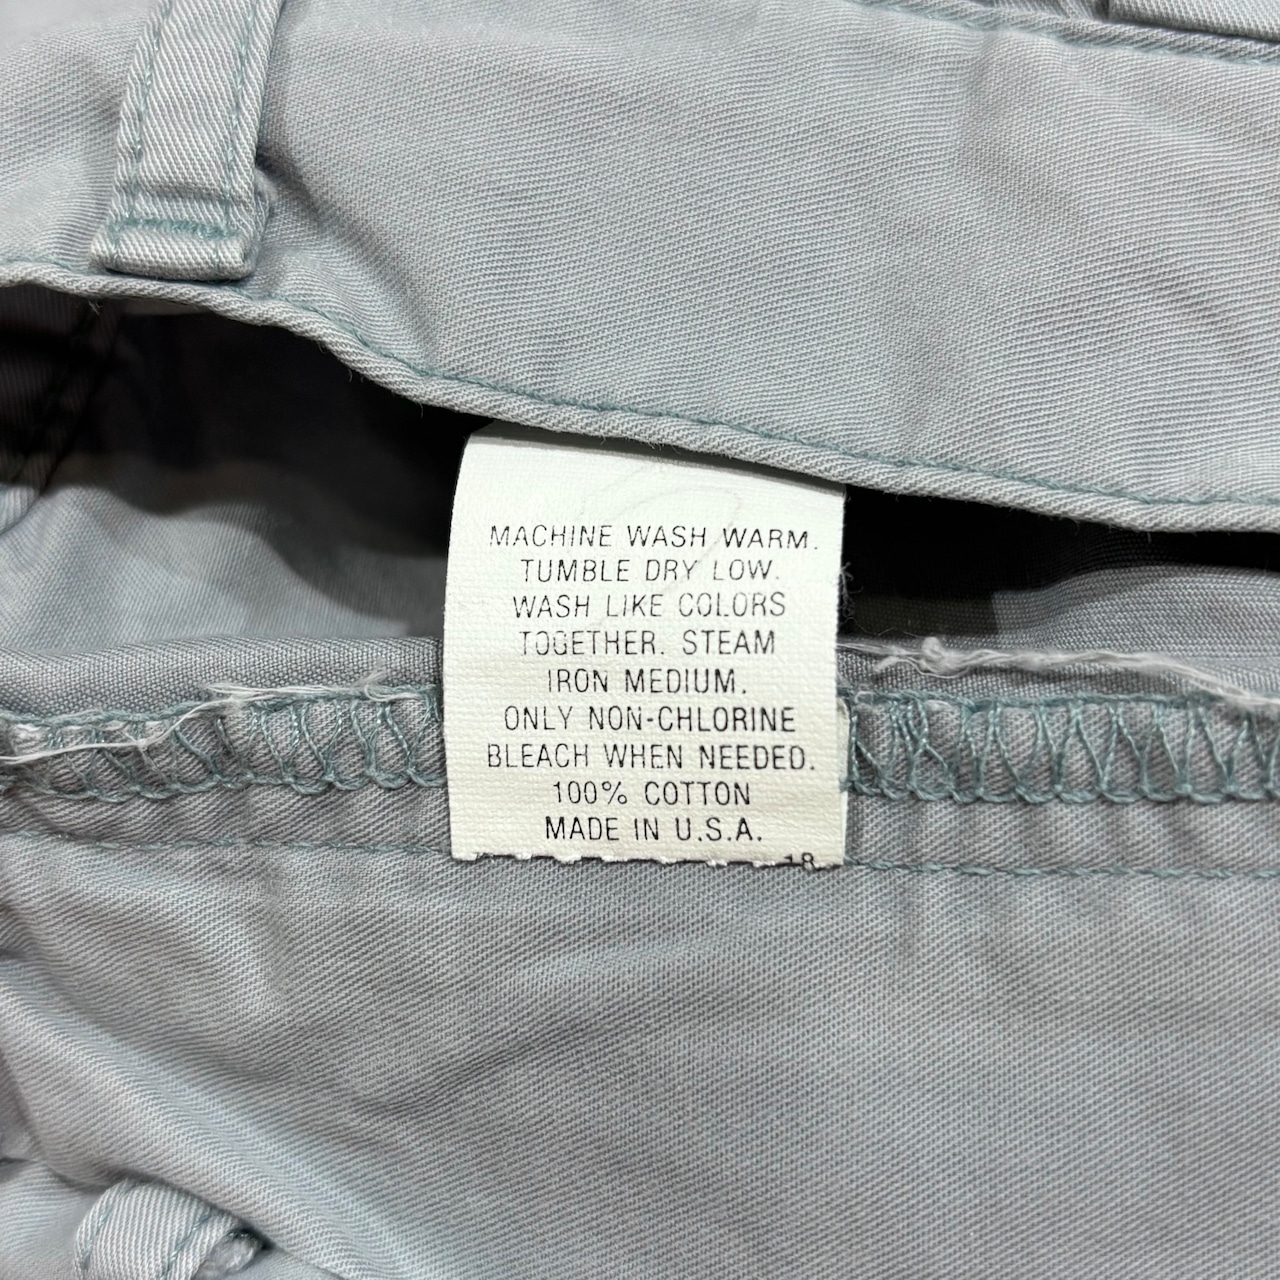 MACHINE WASH WARM.
TUMBLE DRY LOW.
WASH LIKE COLORS
TOGETHER. STEAM
IRON MEDIUM.
ONLY NON-CHLORINE
BLEACH WHEN NEEDED.
100% COTTON
MADE IN U.S.A.
18